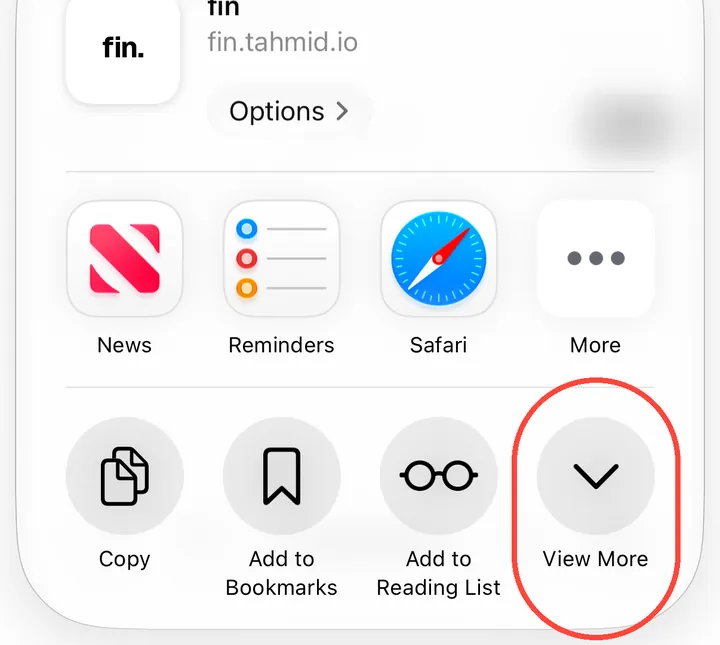 fin
fin.
fin.tahmid.io
Options
News
Reminders
Safari
More
Copy
Add to
Bookmarks
Add to
Reading List
View More